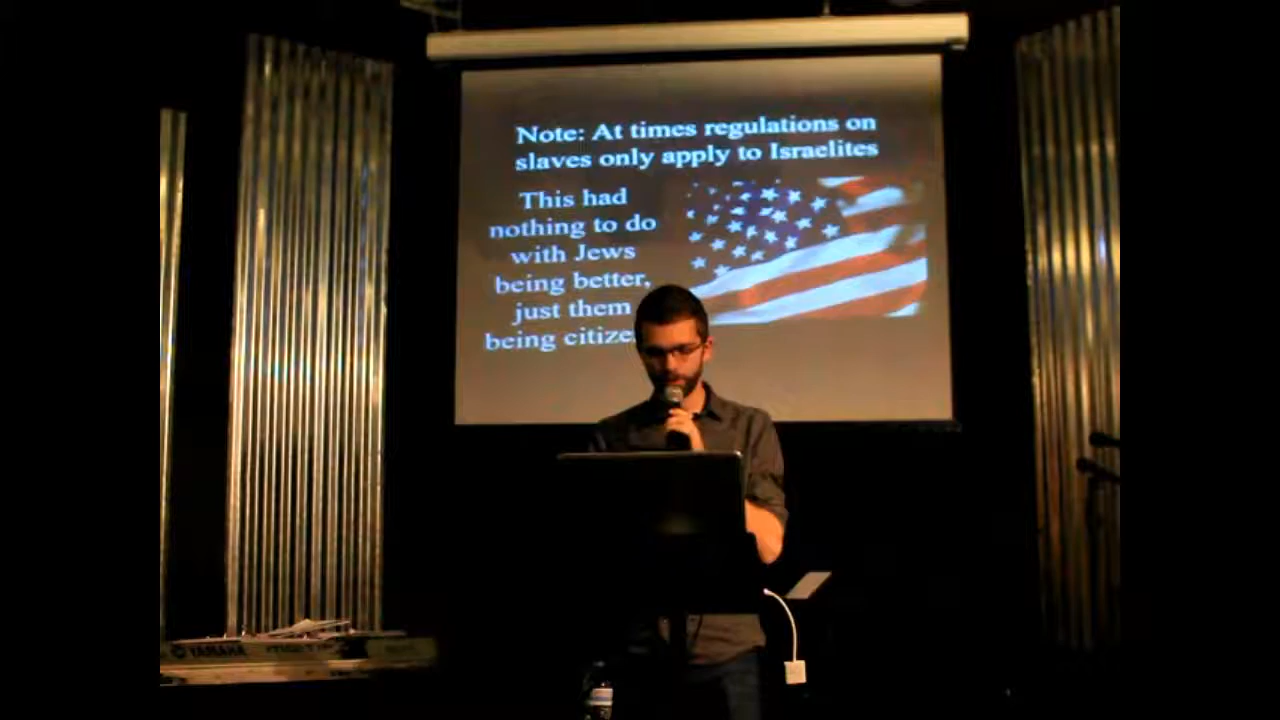 Note: At times regulations on
slaves only apply to Israelites
This had
nothing to do
with Jews
being better,
just them
being